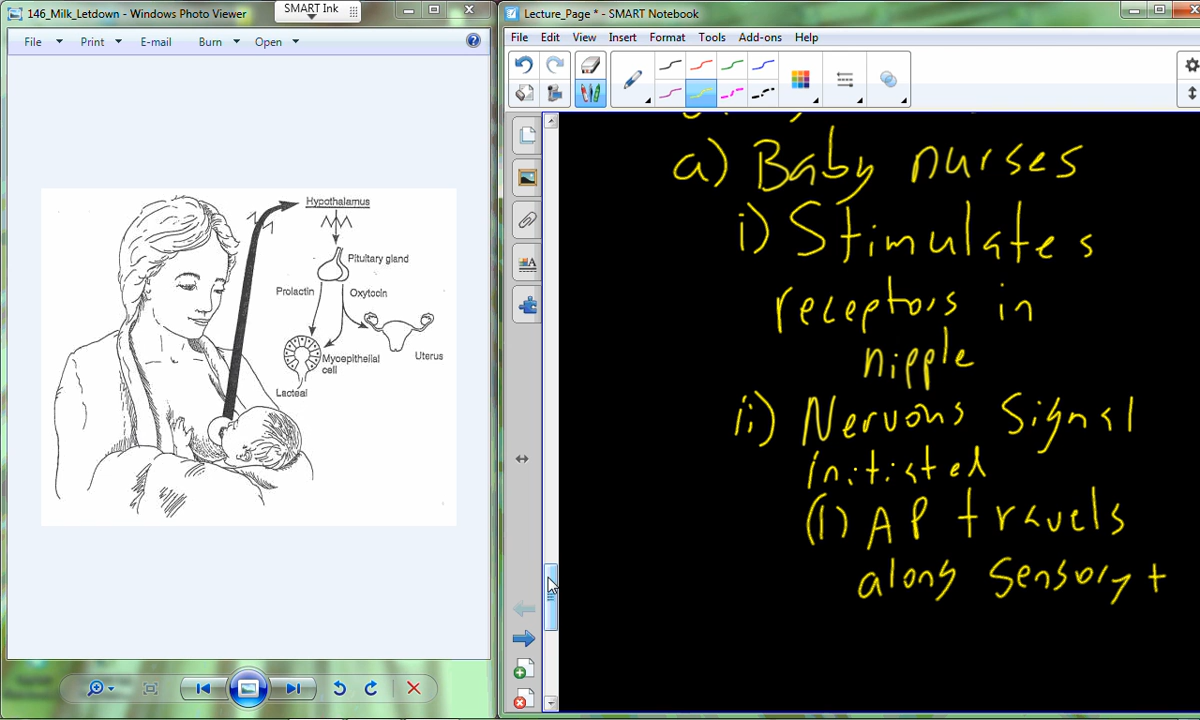 146_Milk_Letdown - Windows Photo Viewer
SMART Ink
File Print E-mail Burn Open
Hypothalamus
Pituitary gland
Prolactin Oxytocin
Myoepithelial
cell
Uterus
Lacteal
Lecture_Page * - SMART Notebook
File Edit View Insert Format Tools Add-ons Help
a) Baby nurses
i) Stimulates
receptors in
nipple
ii) Nervous Signal
initiated
(1) AP travels
along sensory +